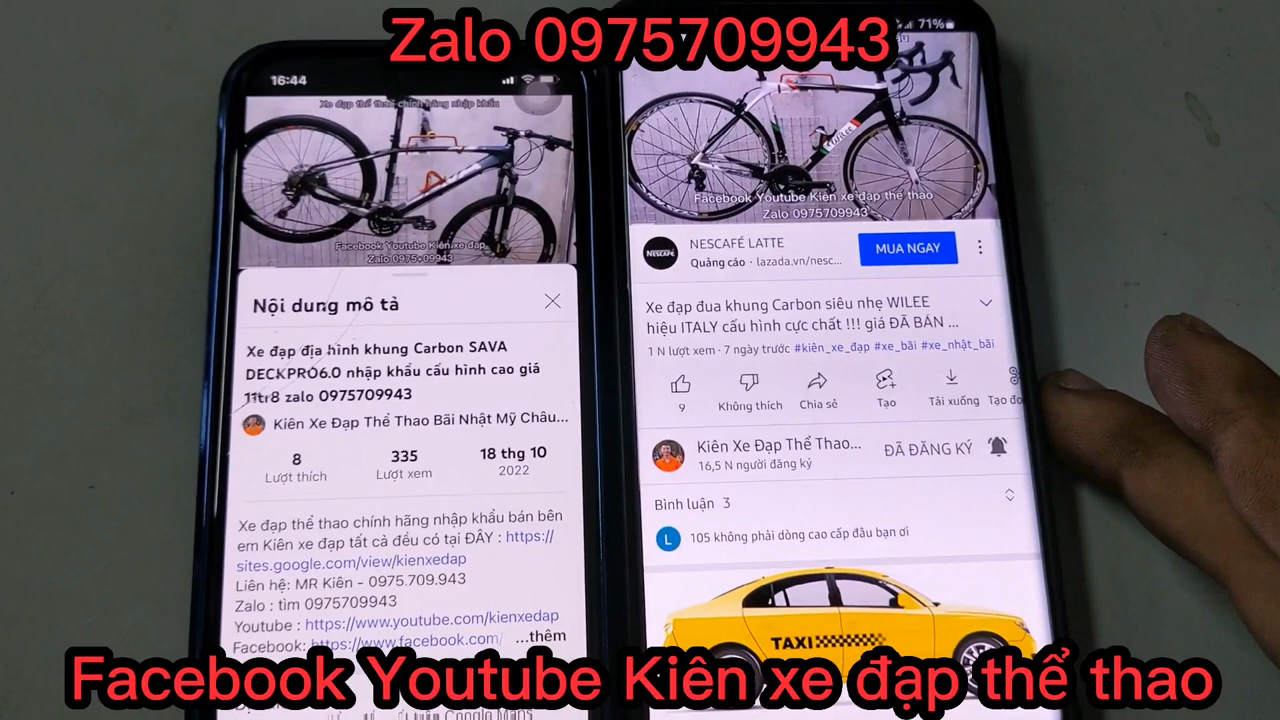 Zalo 0975709943
16:44
Xe đạp thể thao chính hãng nhập khẩu
Facebook Youtube Kiên xe đạp
Zalo 0975709943
Nội dung mô tả
Xe đạp địa hình khung Carbon SAVA
DECKPRO6.0 nhập khẩu cấu hình cao giá
11tr8 zalo 0975709943
Kiên Xe Đạp Thể Thao Bãi Nhật Mỹ Châu...
8
335
18 thg 10
Lượt thích
Lượt xem
2022
Xe đạp thể thao chính hãng nhập khẩu bán bên
em Kiên xe đạp tất cả đều có tại ĐÂY : https://
sites.google.com/view/kienxedap
Liên hệ: MR Kiên - 0975.709.943
Zalo : tìm 0975709943
Youtube : https://www.youtube.com/kienxedap
Facebook: https://www.facebook.com/ ...thêm
Google Maps
71%
Wilier
Facebook Youtube Kiên xe đạp thể thao
Zalo 0975709943
NESCAFÉ
NESCAFÉ LATTE
Quảng cáo · lazada.vn/nesc...
MUA NGAY
Xe đạp đua khung Carbon siêu nhẹ WILEE
hiệu ITALY cấu hình cực chất !!! giá ĐÃ BÁN ...
1 N lượt xem · 7 ngày trước #kiên_xe_đạp #xe_bãi #xe_nhật_bãi
9
Không thích
Chia sẻ
Tạo
Tải xuống
Tạo đo
Kiên Xe Đạp Thể Thao...
16,5 N người đăng ký
ĐÃ ĐĂNG KÝ
Bình luận 3
L
105 không phải dòng cao cấp đâu bạn ơi
TAXI
Facebook Youtube Kiên xe đạp thể thao